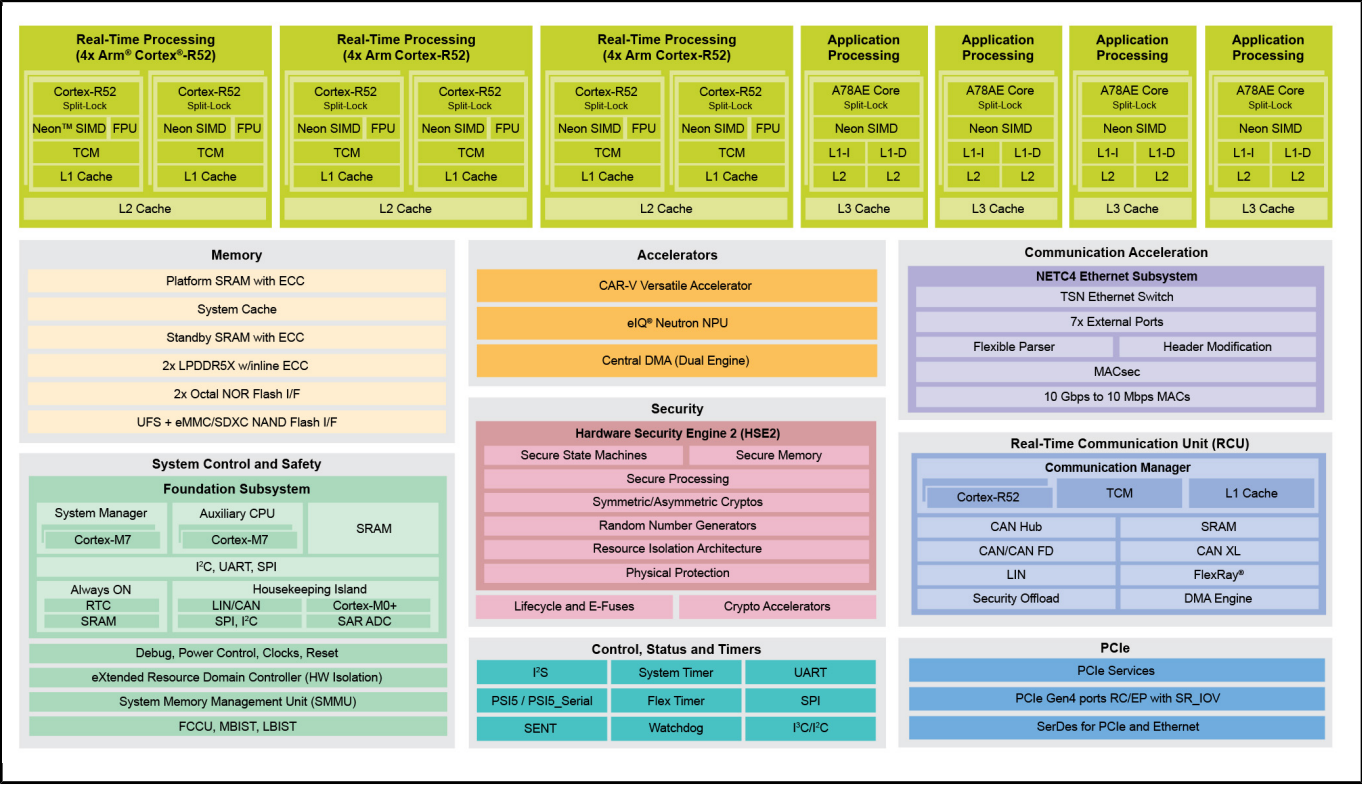 Real-Time Processing
(4x Arm® Cortex®-R52)
Cortex-R52
Split-Lock
Neon™ SIMD
FPU
TCM
L1 Cache
Cortex-R52
Split-Lock
Neon SIMD
FPU
TCM
L1 Cache
L2 Cache
Real-Time Processing
(4x Arm Cortex-R52)
Cortex-R52
Split-Lock
Neon SIMD
FPU
TCM
L1 Cache
Cortex-R52
Split-Lock
Neon SIMD
FPU
TCM
L1 Cache
L2 Cache
Real-Time Processing
(4x Arm Cortex-R52)
Cortex-R52
Split-Lock
Neon SIMD
FPU
TCM
L1 Cache
Cortex-R52
Split-Lock
Neon SIMD
FPU
TCM
L1 Cache
L2 Cache
Application
Processing
A78AE Core
Split-Lock
Neon SIMD
L1-I
L1-D
L2
L2
L3 Cache
Application
Processing
A78AE Core
Split-Lock
Neon SIMD
L1-I
L1-D
L2
L2
L3 Cache
Application
Processing
A78AE Core
Split-Lock
Neon SIMD
L1-I
L1-D
L2
L2
L3 Cache
Application
Processing
A78AE Core
Split-Lock
Neon SIMD
L1-I
L1-D
L2
L2
L3 Cache
Memory
Platform SRAM with ECC
System Cache
Standby SRAM with ECC
2x LPDDR5X w/inline ECC
2x Octal NOR Flash I/F
UFS + eMMC/SDXC NAND Flash I/F
System Control and Safety
Foundation Subsystem
System Manager
Cortex-M7
Auxiliary CPU
Cortex-M7
SRAM
I²C, UART, SPI
Always ON
RTC
SRAM
Housekeeping Island
LIN/CAN
Cortex-M0+
SPI, I²C
SAR ADC
Debug, Power Control, Clocks, Reset
eXtended Resource Domain Controller (HW Isolation)
System Memory Management Unit (SMMU)
FCCU, MBIST, LBIST
Accelerators
CAR-V Versatile Accelerator
eIQ® Neutron NPU
Central DMA (Dual Engine)
Security
Hardware Security Engine 2 (HSE2)
Secure State Machines
Secure Memory
Secure Processing
Symmetric/Asymmetric Cryptos
Random Number Generators
Resource Isolation Architecture
Physical Protection
Lifecycle and E-Fuses
Crypto Accelerators
Control, Status and Timers
I²S
System Timer
UART
PSI5 / PSI5_Serial
Flex Timer
SPI
SENT
Watchdog
I³C/I²C
Communication Acceleration
NETC4 Ethernet Subsystem
TSN Ethernet Switch
7x External Ports
Flexible Parser
Header Modification
MACsec
10 Gbps to 10 Mbps MACs
Real-Time Communication Unit (RCU)
Communication Manager
Cortex-R52
TCM
L1 Cache
CAN Hub
SRAM
CAN/CAN FD
CAN XL
LIN
FlexRay®
Security Offload
DMA Engine
PCIe
PCIe Services
PCIe Gen4 ports RC/EP with SR_IOV
SerDes for PCIe and Ethernet